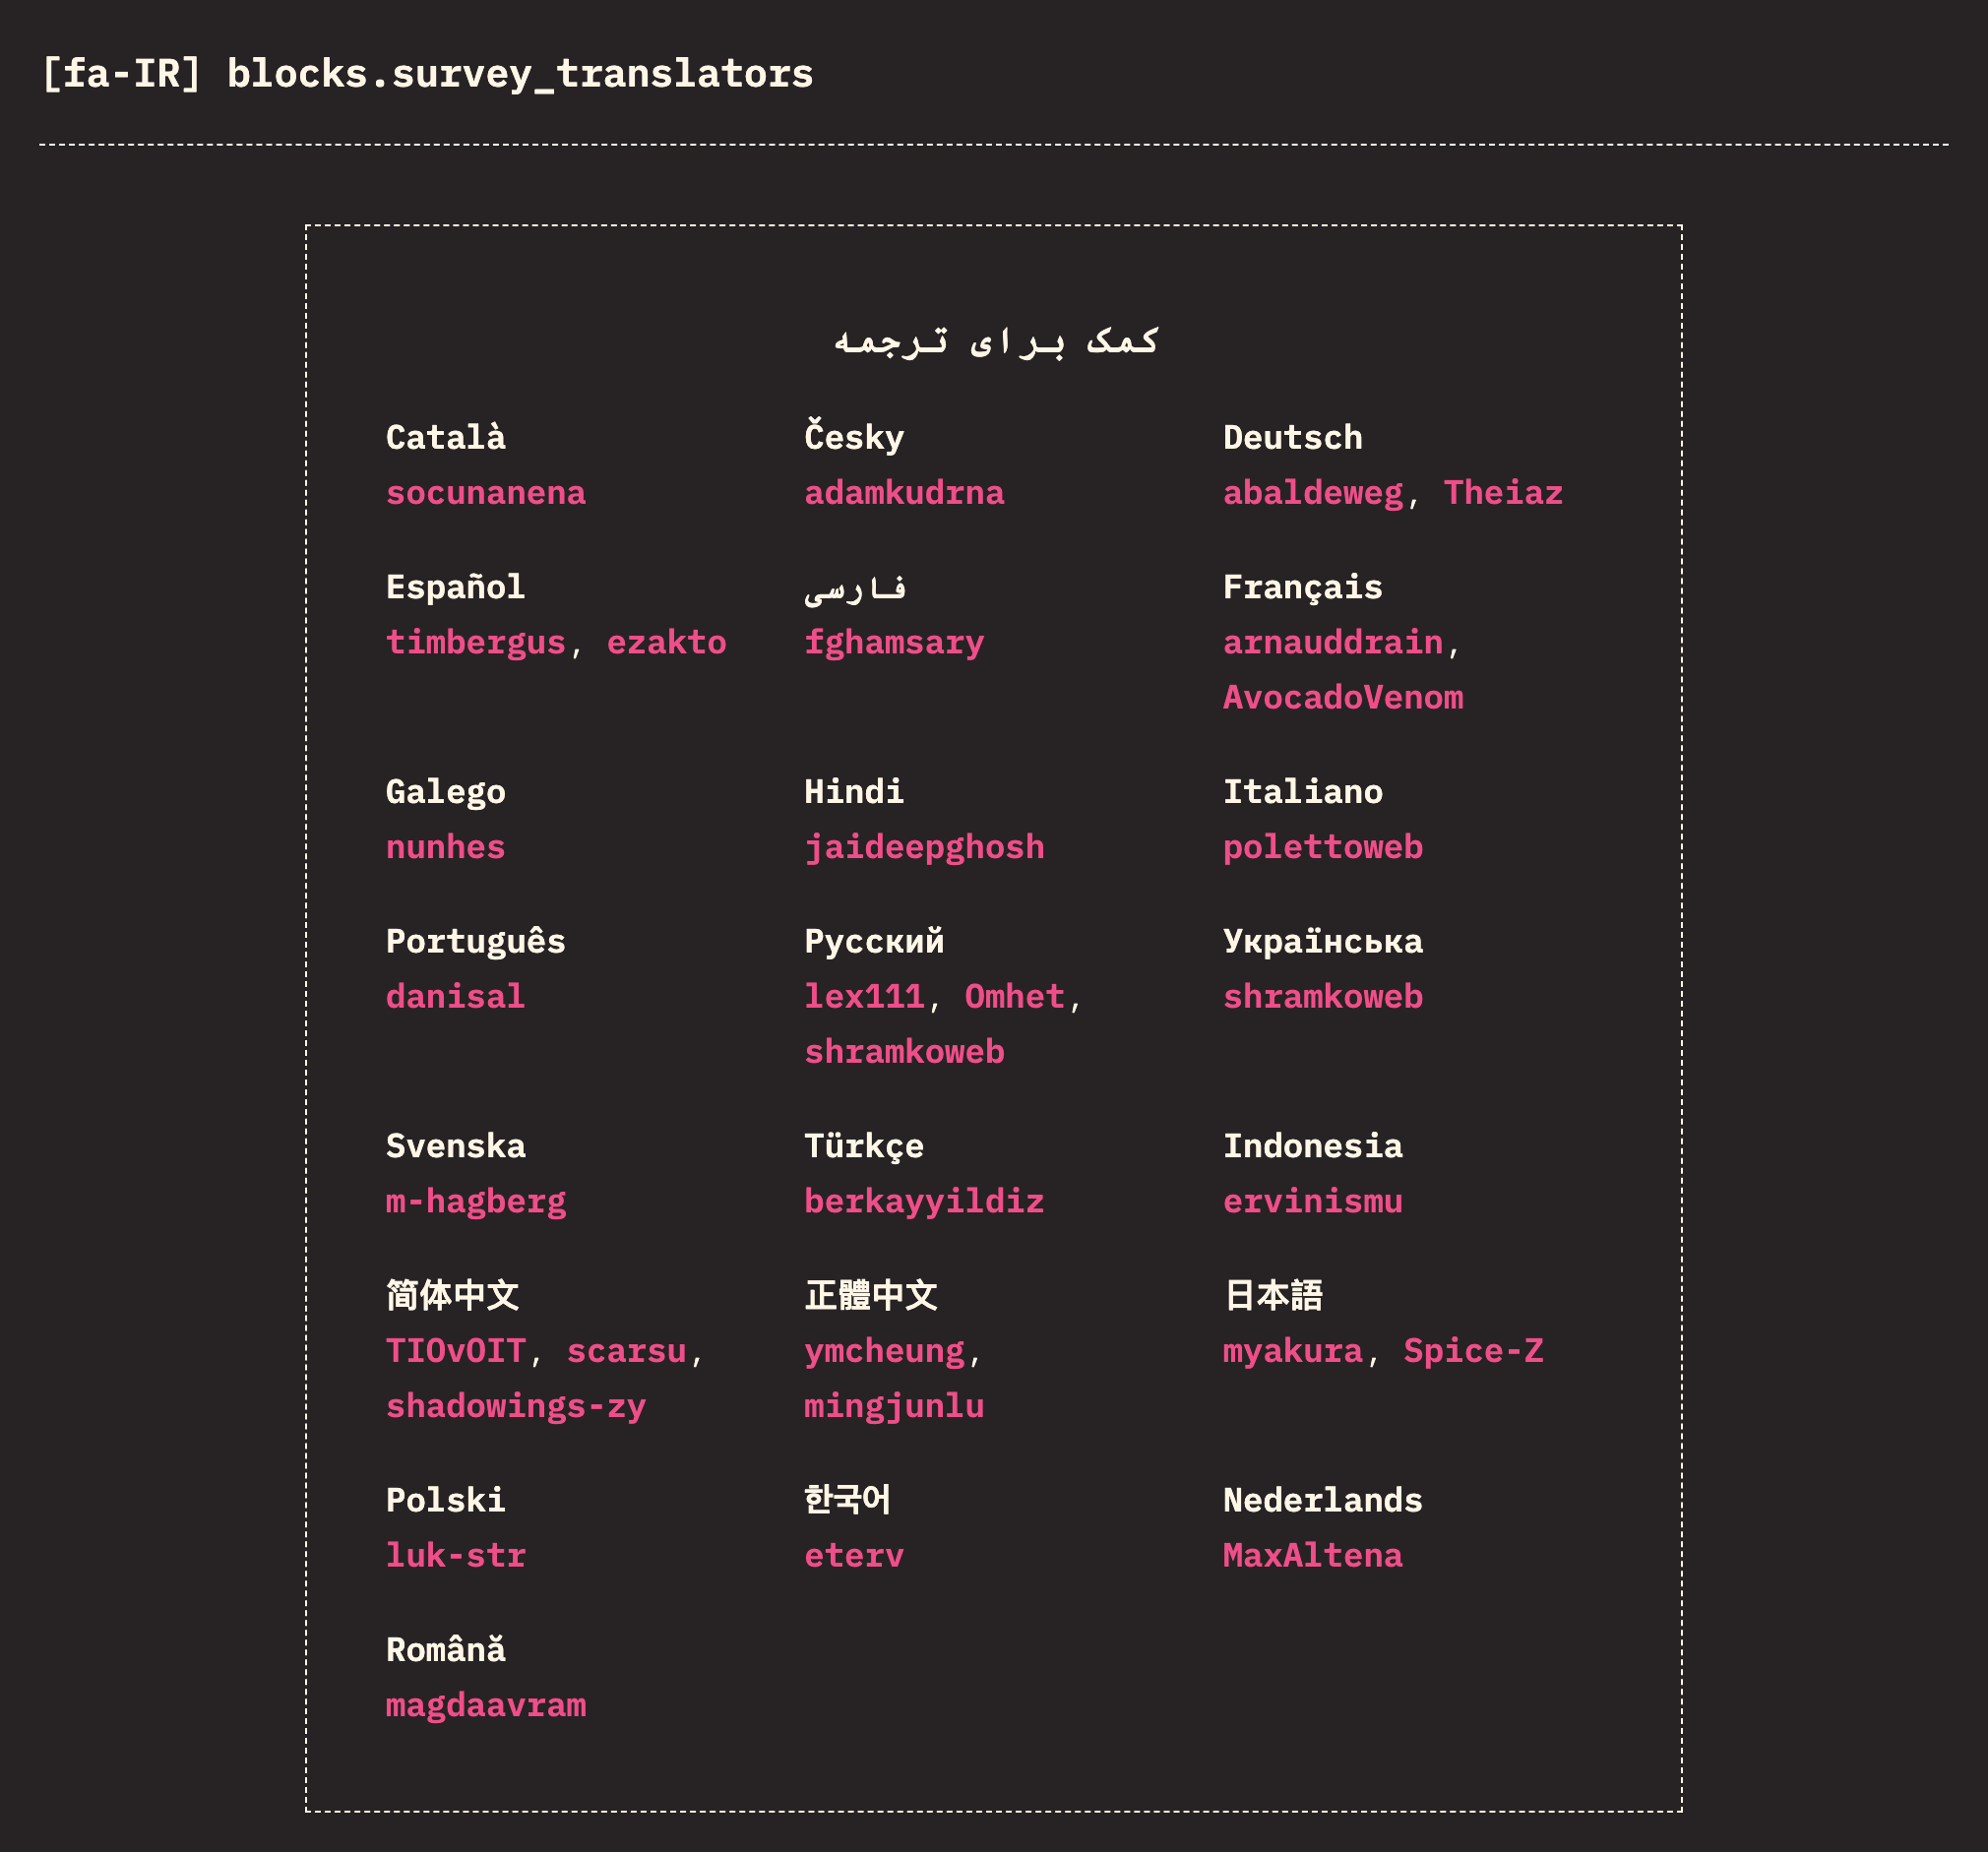 [fa-IR] blocks.survey_translators
کمک برای ترجمه
Català
socunanena
Česky
adamkudrna
Deutsch
abaldeweg, Theiaz
Español
timbergus, ezakto
فارسی
fghamsary
Français
arnauddrain,
AvocadoVenom
Galego
nunhes
Hindi
jaideepghosh
Italiano
polettoweb
Português
danisal
Русский
lex111, Omhet,
shramkoweb
Українська
shramkoweb
Svenska
m-hagberg
Türkçe
berkayyildiz
Indonesia
ervinismu
简体中文
TIOvOIT, scarsu,
shadowings-zy
正體中文
ymcheung,
mingjunlu
日本語
myakura, Spice-Z
Polski
luk-str
한국어
eterv
Nederlands
MaxAltena
Română
magdaavram